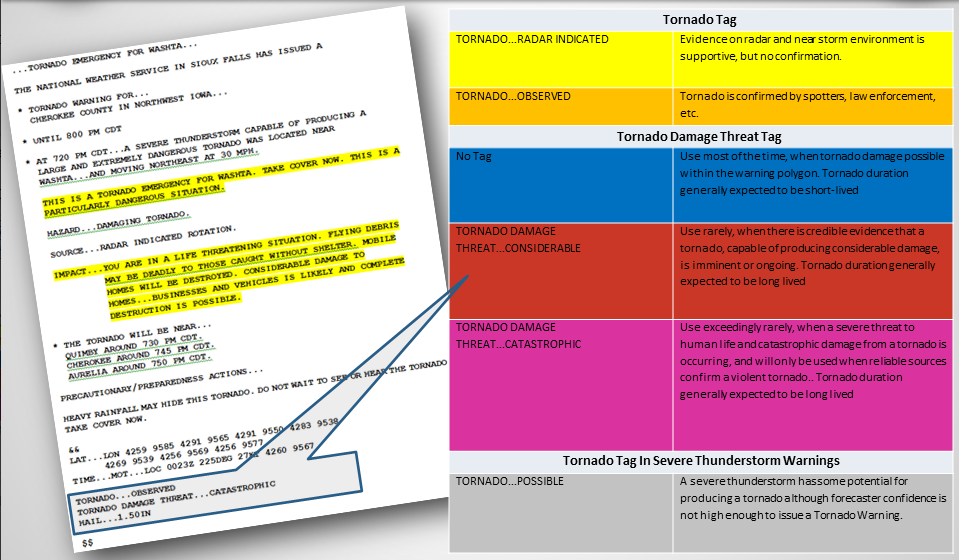 ...TORNADO EMERGENCY FOR WASHTA...
THE NATIONAL WEATHER SERVICE IN SIOUX FALLS HAS ISSUED A
* TORNADO WARNING FOR...
CHEROKEE COUNTY IN NORTHWEST IOWA...
* UNTIL 800 PM CDT
* AT 720 PM CDT...A SEVERE THUNDERSTORM CAPABLE OF PRODUCING A
LARGE AND EXTREMELY DANGEROUS TORNADO WAS LOCATED NEAR
WASHTA...AND MOVING NORTHEAST AT 30 MPH.
THIS IS A TORNADO EMERGENCY FOR WASHTA. TAKE COVER NOW. THIS IS A
PARTICULARLY DANGEROUS SITUATION.
HAZARD...DAMAGING TORNADO.
SOURCE...RADAR INDICATED ROTATION.
IMPACT...YOU ARE IN A LIFE THREATENING SITUATION. FLYING DEBRIS
MAY BE DEADLY TO THOSE CAUGHT WITHOUT SHELTER. MOBILE
HOMES WILL BE DESTROYED. CONSIDERABLE DAMAGE TO
HOMES...BUSINESSES AND VEHICLES IS LIKELY AND COMPLETE
DESTRUCTION IS POSSIBLE.
* THE TORNADO WILL BE NEAR...
QUIMBY AROUND 730 PM CDT.
CHEROKEE AROUND 745 PM CDT.
AURELIA AROUND 750 PM CDT.
PRECAUTIONARY/PREPAREDNESS ACTIONS...
HEAVY RAINFALL MAY HIDE THIS TORNADO. DO NOT WAIT TO SEE OR HEAR THE TORNADO
TAKE COVER NOW.
&&
LAT...LON 4259 9585 4291 9565 4291 9550 4283 9538
4269 9539 4256 9569 4256 9577
TIME...MOT...LOC 0023Z 225DEG 4260 9567
TORNADO...OBSERVED
TORNADO DAMAGE THREAT...CATASTROPHIC
HAIL...1.50IN
$$
Tornado Tag
TORNADO...RADAR INDICATED
Evidence on radar and near storm environment is
supportive, but no confirmation.
TORNADO...OBSERVED
Tornado is confirmed by spotters, law enforcement,
etc.
Tornado Damage Threat Tag
No Tag
Use most of the time, when tornado damage possible
within the warning polygon. Tornado duration
generally expected to be short-lived
TORNADO DAMAGE
THREAT...CONSIDERABLE
Use rarely, when there is credible evidence that a
tornado, capable of producing considerable damage,
is imminent or ongoing. Tornado duration generally
expected to be long lived
TORNADO DAMAGE
THREAT...CATASTROPHIC
Use exceedingly rarely, when a severe threat to
human life and catastrophic damage from a tornado is
occurring, and will only be used when reliable sources
confirm a violent tornado.. Tornado duration
generally expected to be long lived
Tornado Tag In Severe Thunderstorm Warnings
TORNADO...POSSIBLE
A severe thunderstorm has some potential for
producing a tornado although forecaster confidence is
not high enough to issue a Tornado Warning.